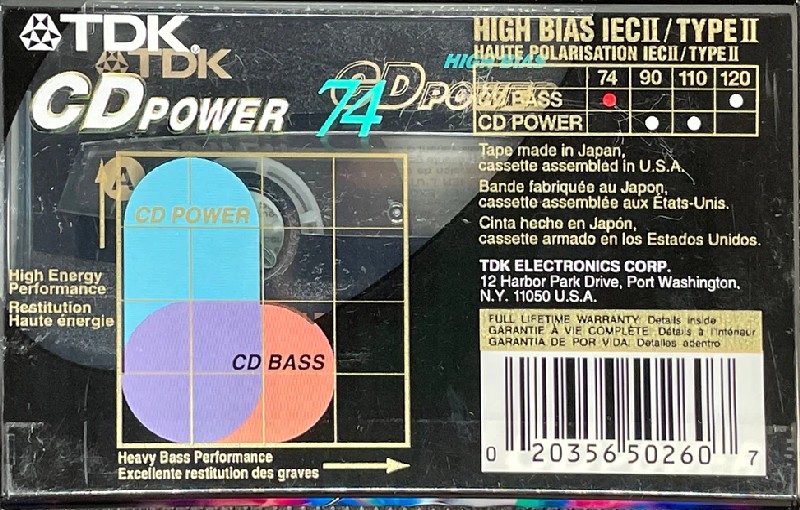 TDK
TDK
HIGH BIAS
CD POWER 74
CD POWER
HIGH BIAS IECII/TYPE II
HAUTE POLARISATION IECII/TYPE II
74 90 110 120
CD BASS
CD POWER
Tape made in Japan,
cassette assembled in U.S.A.
Bande fabriquée au Japon,
cassette assemblée aux États-Unis.
Cinta hecho en Japón,
cassette armado en los Estados Unidos.
TDK ELECTRONICS CORP.
12 Harbor Park Drive, Port Washington,
N.Y. 11050 U.S.A.
FULL LIFETIME WARRANTY: Details inside
GARANTIE À VIE COMPLÈTE: Détails à l'intérieur
GARANTIA DE POR VIDA: Detalles adentro
0 20356 50260 7
A
CD POWER
CD BASS
High Energy
Performance
Restitution
Haute énergie
Heavy Bass Performance
Excellente restitution des graves